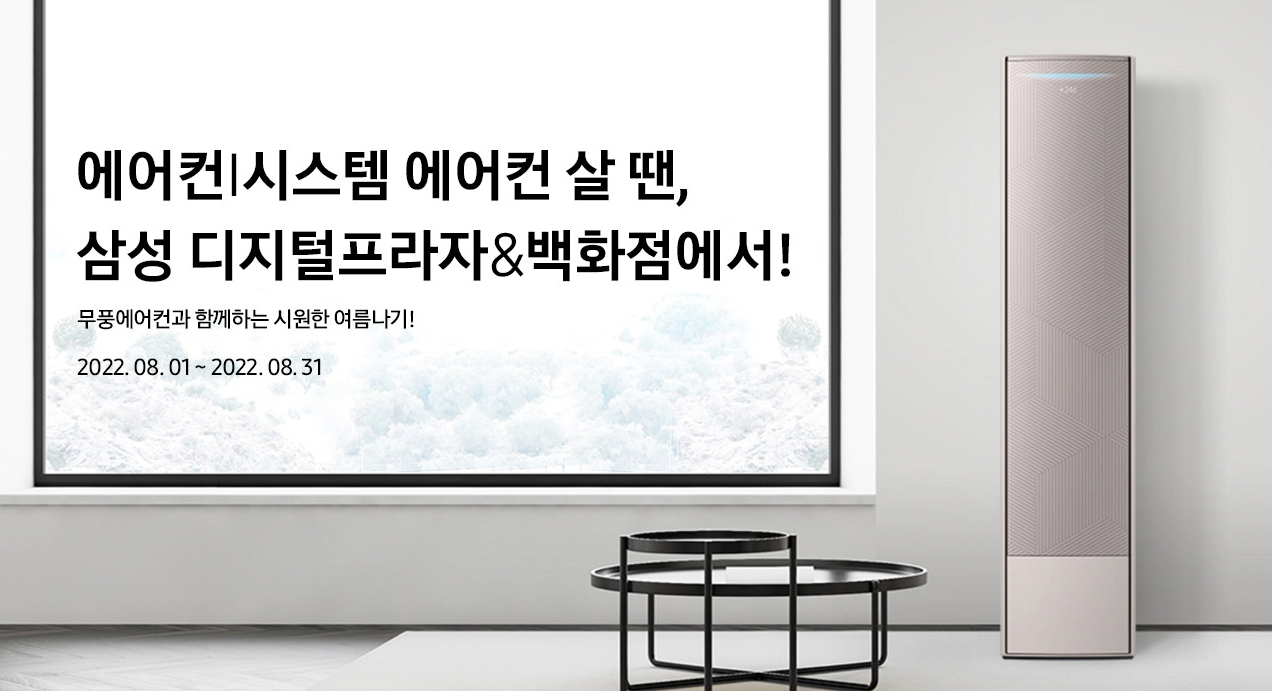 에어컨|시스템 에어컨 살 땐,
삼성 디지털프라자&백화점에서!
무풍에어컨과 함께하는 시원한 여름나기!
2022. 08. 01 ~ 2022. 08. 31